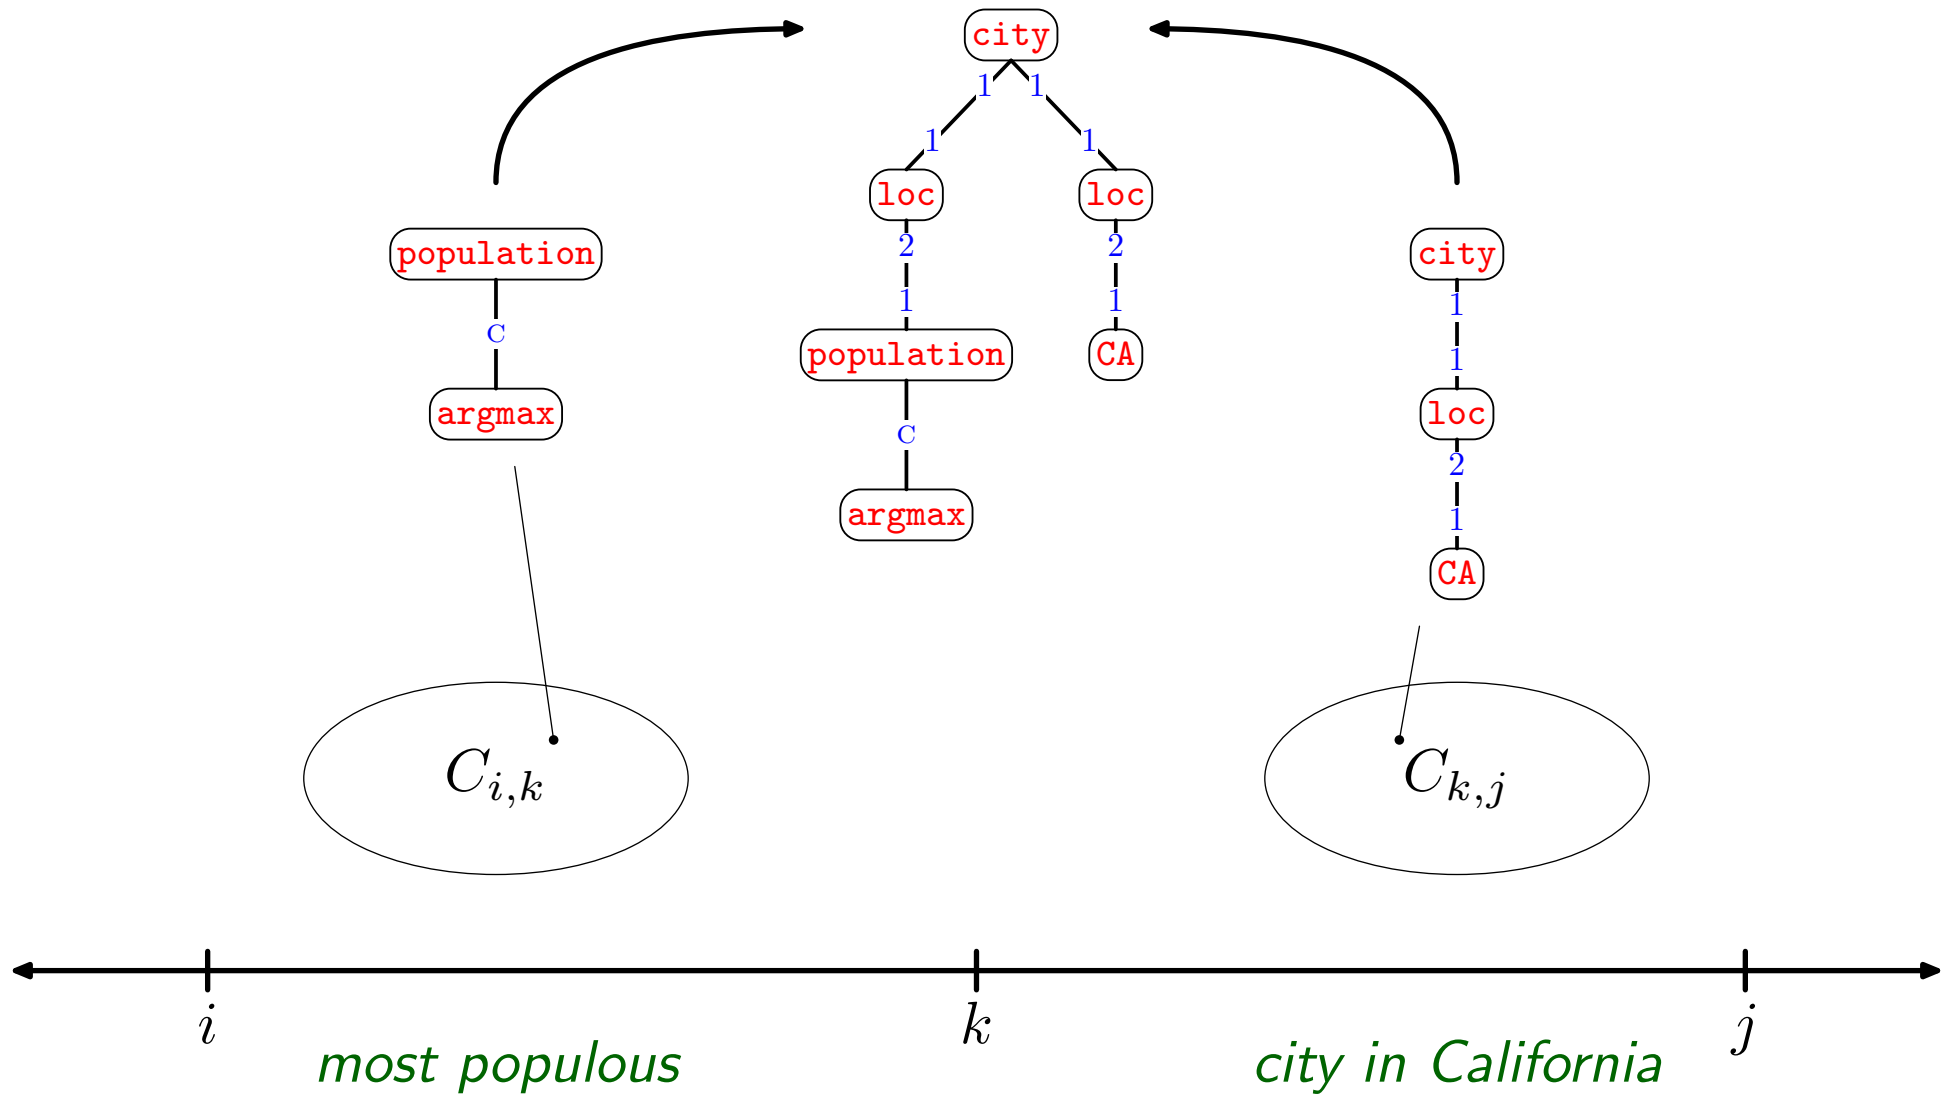 city
1 1
1 1
loc loc
population 2 2 city
1 1 1
c population CA 1
argmax c loc
2
argmax 1
CA
C_{i,k} C_{k,j}
i k j
most populous city in California